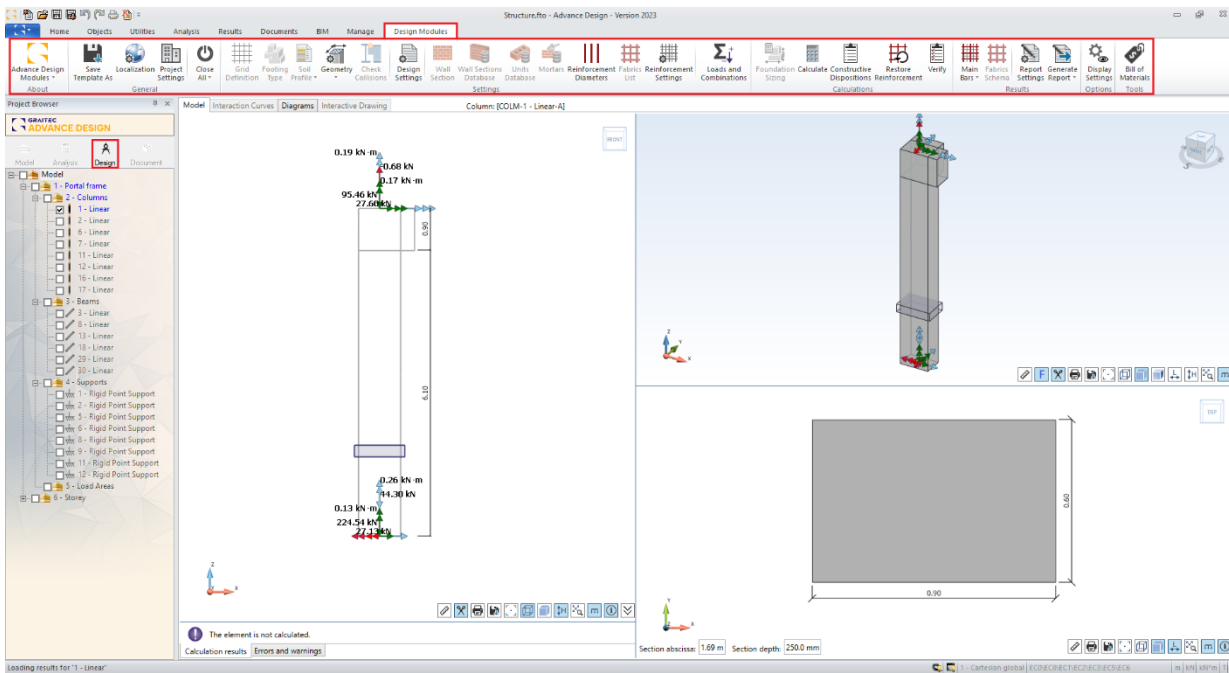 Structure.fto - Advance Design - Version 2023
Home Objects Utilities Analysis Results Documents BIM Manage Design Modules
Advance Design Modules
Save Template As
Localization
Project Settings
Close All
Grid Definition
Footing Type
Soil Profile
Geometry
Check Collisions
Design Settings
Wall Section
Wall Sections Database
Units Database
Mortars
Reinforcement Diameters
Fabrics List
Reinforcement Settings
Loads and Combinations
Foundation Sizing
Calculate
Constructive Dispositions
Restore Reinforcement
Verify
Main Bars
Fabrics Schema
Report Settings
Generate Report
Display Settings
Bill of Materials
About General Settings Calculations Results Options Tools
Project Browser
GRAITEC
ADVANCE DESIGN
Model Analysis Design Document
Model
1 - Portal frame
2 - Columns
1 - Linear
2 - Linear
6 - Linear
7 - Linear
11 - Linear
12 - Linear
16 - Linear
17 - Linear
3 - Beams
3 - Linear
8 - Linear
13 - Linear
18 - Linear
29 - Linear
30 - Linear
4 - Supports
1 - Rigid Point Support
2 - Rigid Point Support
5 - Rigid Point Support
6 - Rigid Point Support
8 - Rigid Point Support
9 - Rigid Point Support
11 - Rigid Point Support
12 - Rigid Point Support
5 - Load Areas
6 - Storey
Model Interaction Curves Diagrams Interactive Drawing
Column: [COLM-1 - Linear-A]
FRONT
0.19 kN·m
0.68 kN
0.17 kN·m
95.46 kN
27.60 kN
0.90
6.10
0.26 kN·m
44.30 kN
0.13 kN·m
224.54 kN
27.13 kN
Z
X
The element is not calculated.
Calculation results Errors and warnings
Z
Y
X
F
m
0.60
0.90
Y
X
Section abscissa: 1.69 m Section depth: 250.0 mm
Loading results for "1 - Linear"
1 - Cartesian global
m kN kN*m T